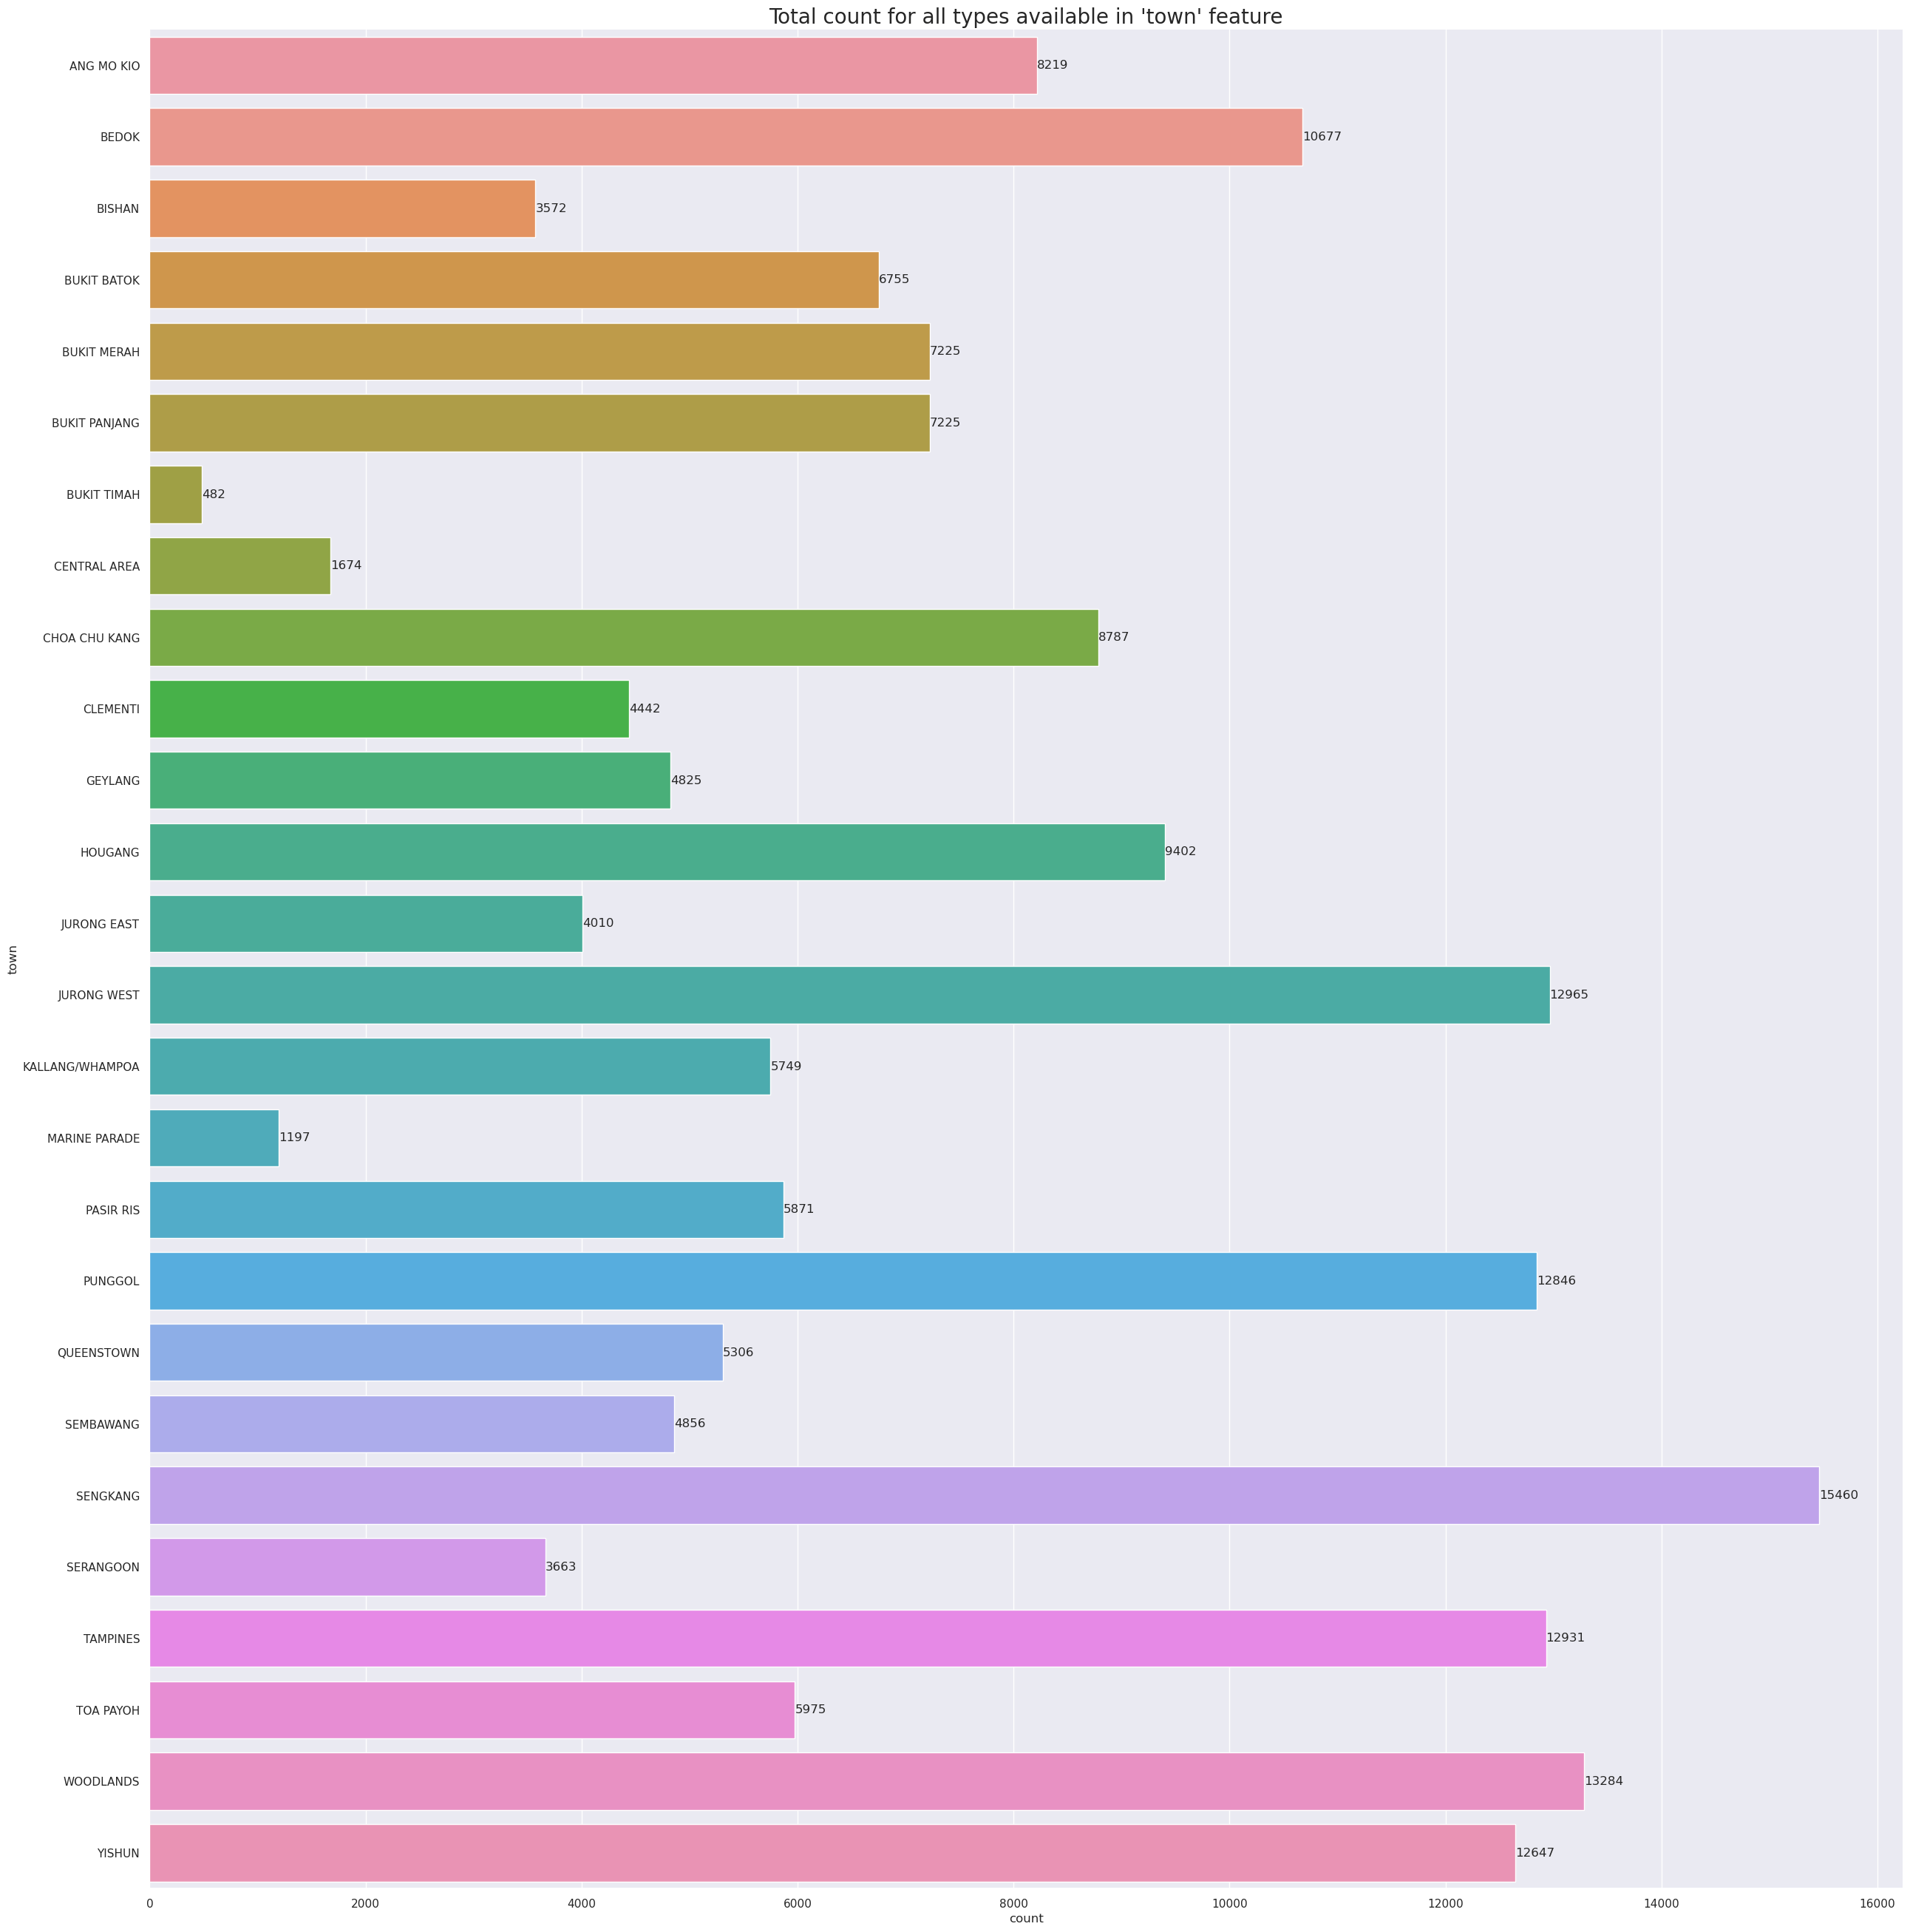 Total count for all types available in 'town' feature
ANG MO KIO 8219
BEDOK 10677
BISHAN 3572
BUKIT BATOK 6755
BUKIT MERAH 7225
BUKIT PANJANG 7225
BUKIT TIMAH 482
CENTRAL AREA 1674
CHOA CHU KANG 8787
CLEMENTI 4442
GEYLANG 4825
HOUGANG 9402
JURONG EAST 4010
town
JURONG WEST 12965
KALLANG/WHAMPOA 5749
MARINE PARADE 1197
PASIR RIS 5871
PUNGGOL 12846
QUEENSTOWN 5306
SEMBAWANG 4856
SENGKANG 15460
SERANGOON 3663
TAMPINES 12931
TOA PAYOH 5975
WOODLANDS 13284
YISHUN 12647
0 2000 4000 6000 8000 10000 12000 14000 16000
count